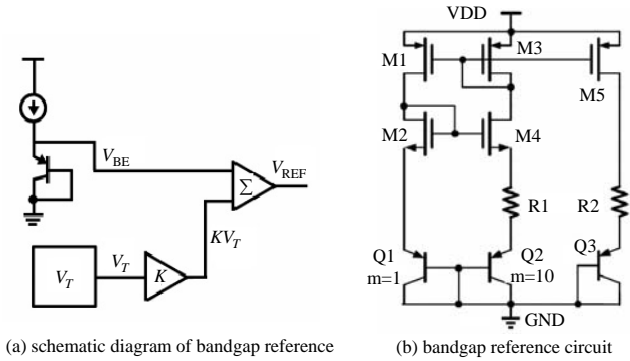 V_BE
V_REF
Σ
KV_T
V_T
V_T
K
(a) schematic diagram of bandgap reference
VDD
M1
M3
M5
M2
M4
R1
R2
Q1
m=1
Q2
m=10
Q3
GND
(b) bandgap reference circuit